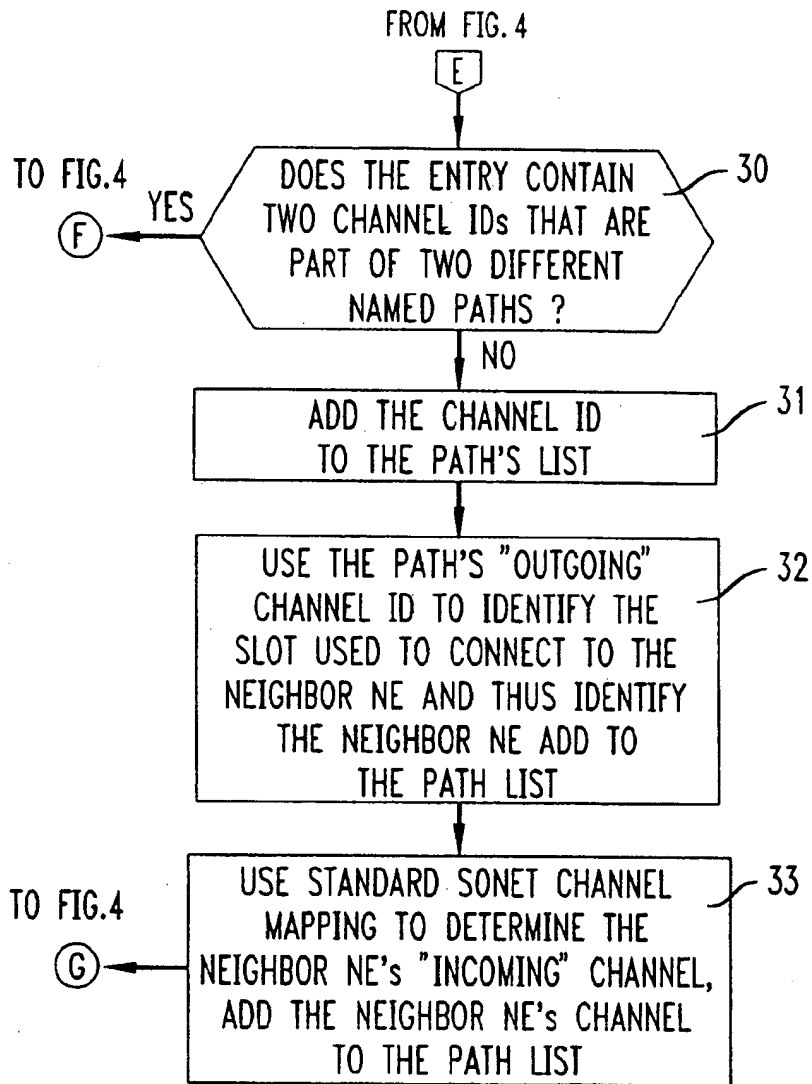 FROM FIG. 4
E
TO FIG.4
YES
F
DOES THE ENTRY CONTAIN
TWO CHANNEL IDs THAT ARE
PART OF TWO DIFFERENT
NAMED PATHS ?
30
NO
ADD THE CHANNEL ID
TO THE PATH'S LIST
31
USE THE PATH'S "OUTGOING"
CHANNEL ID TO IDENTIFY THE
SLOT USED TO CONNECT TO THE
NEIGHBOR NE AND THUS IDENTIFY
THE NEIGHBOR NE ADD TO
THE PATH LIST
32
TO FIG.4
G
USE STANDARD SONET CHANNEL
MAPPING TO DETERMINE THE
NEIGHBOR NE's "INCOMING" CHANNEL,
ADD THE NEIGHBOR NE's CHANNEL
TO THE PATH LIST
33